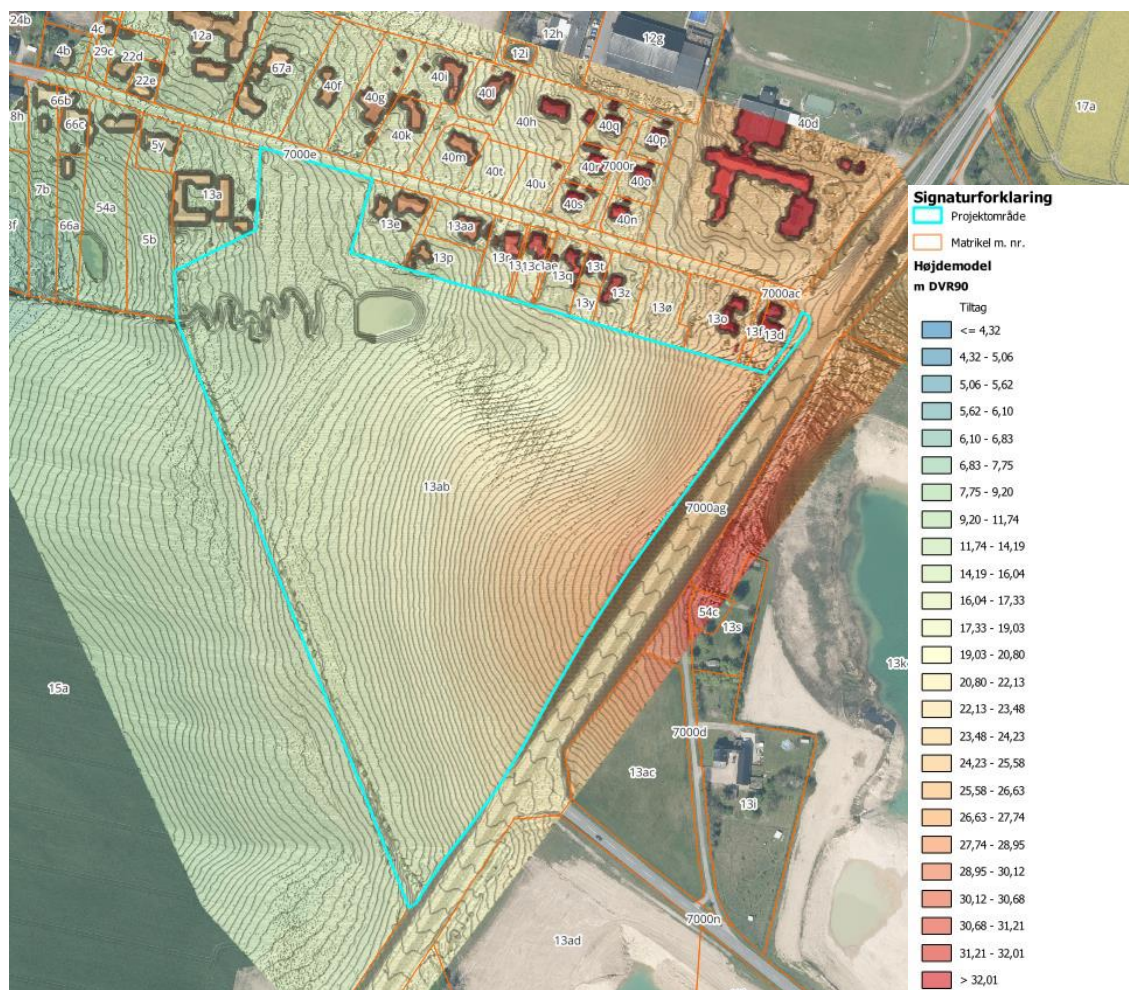 24b
4c
12a
12h
12g
12i
4b
29c
22d
67a
22e
40f
40i
40l
17a
66b
40g
40h
40q
40d
8h
66c
40k
40p
5y
40m
40r
7000r
7000e
40t
40o
7b
13a
40u
40s
54a
40n
66a
5b
13e
13aa
13p
13c
13t
13q
13z
7000ac
13y
13ø
13o
13f
13d
13ab
7000ag
54c
13s
15a
7000d
13ac
13i
7000n
13ad
Signaturforklaring
Projektområde
Matrikel m. nr.
Højdemodel
m DVR90
Tiltag
<= 4,32
4,32 - 5,06
5,06 - 5,62
5,62 - 6,10
6,10 - 6,83
6,83 - 7,75
7,75 - 9,20
9,20 - 11,74
11,74 - 14,19
14,19 - 16,04
16,04 - 17,33
17,33 - 19,03
19,03 - 20,80
20,80 - 22,13
22,13 - 23,48
23,48 - 24,23
24,23 - 25,58
25,58 - 26,63
26,63 - 27,74
27,74 - 28,95
28,95 - 30,12
30,12 - 30,68
30,68 - 31,21
31,21 - 32,01
> 32,01